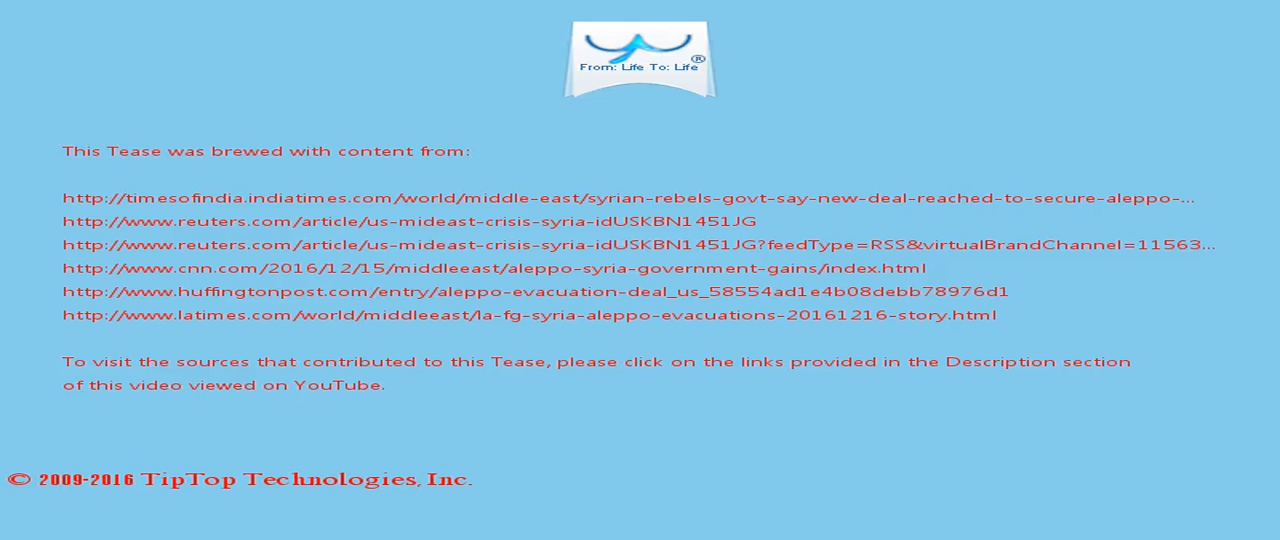 From: Life To: Life®
This Tease was brewed with content from:
http://timesofindia.indiatimes.com/world/middle-east/syrian-rebels-govt-say-new-deal-reached-to-secure-aleppo-...
http://www.reuters.com/article/us-mideast-crisis-syria-idUSKBN1451JG
http://www.reuters.com/article/us-mideast-crisis-syria-idUSKBN1451JG?feedType=RSS&virtualBrandChannel=11563...
http://www.cnn.com/2016/12/15/middleeast/aleppo-syria-government-gains/index.html
http://www.huffingtonpost.com/entry/aleppo-evacuation-deal_us_58554ad1e4b08debb78976d1
http://www.latimes.com/world/middleeast/la-fg-syria-aleppo-evacuations-20161216-story.html
To visit the sources that contributed to this Tease, please click on the links provided in the Description section
of this video viewed on YouTube.
© 2009-2016 TipTop Technologies, Inc.